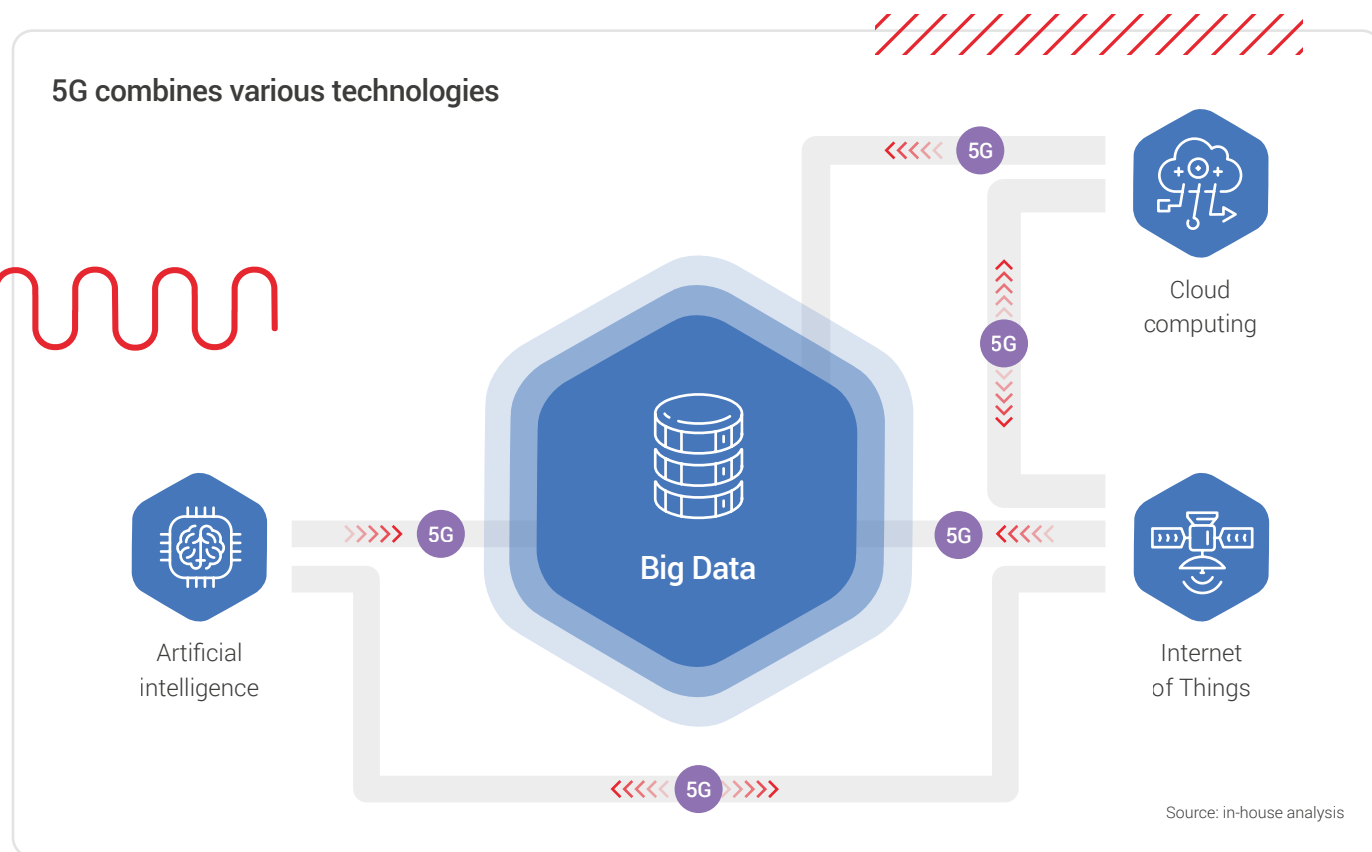 5G combines various technologies
5G
Cloud
computing
5G
Big Data
5G
5G
Artificial
intelligence
Internet
of Things
5G
Source: in-house analysis